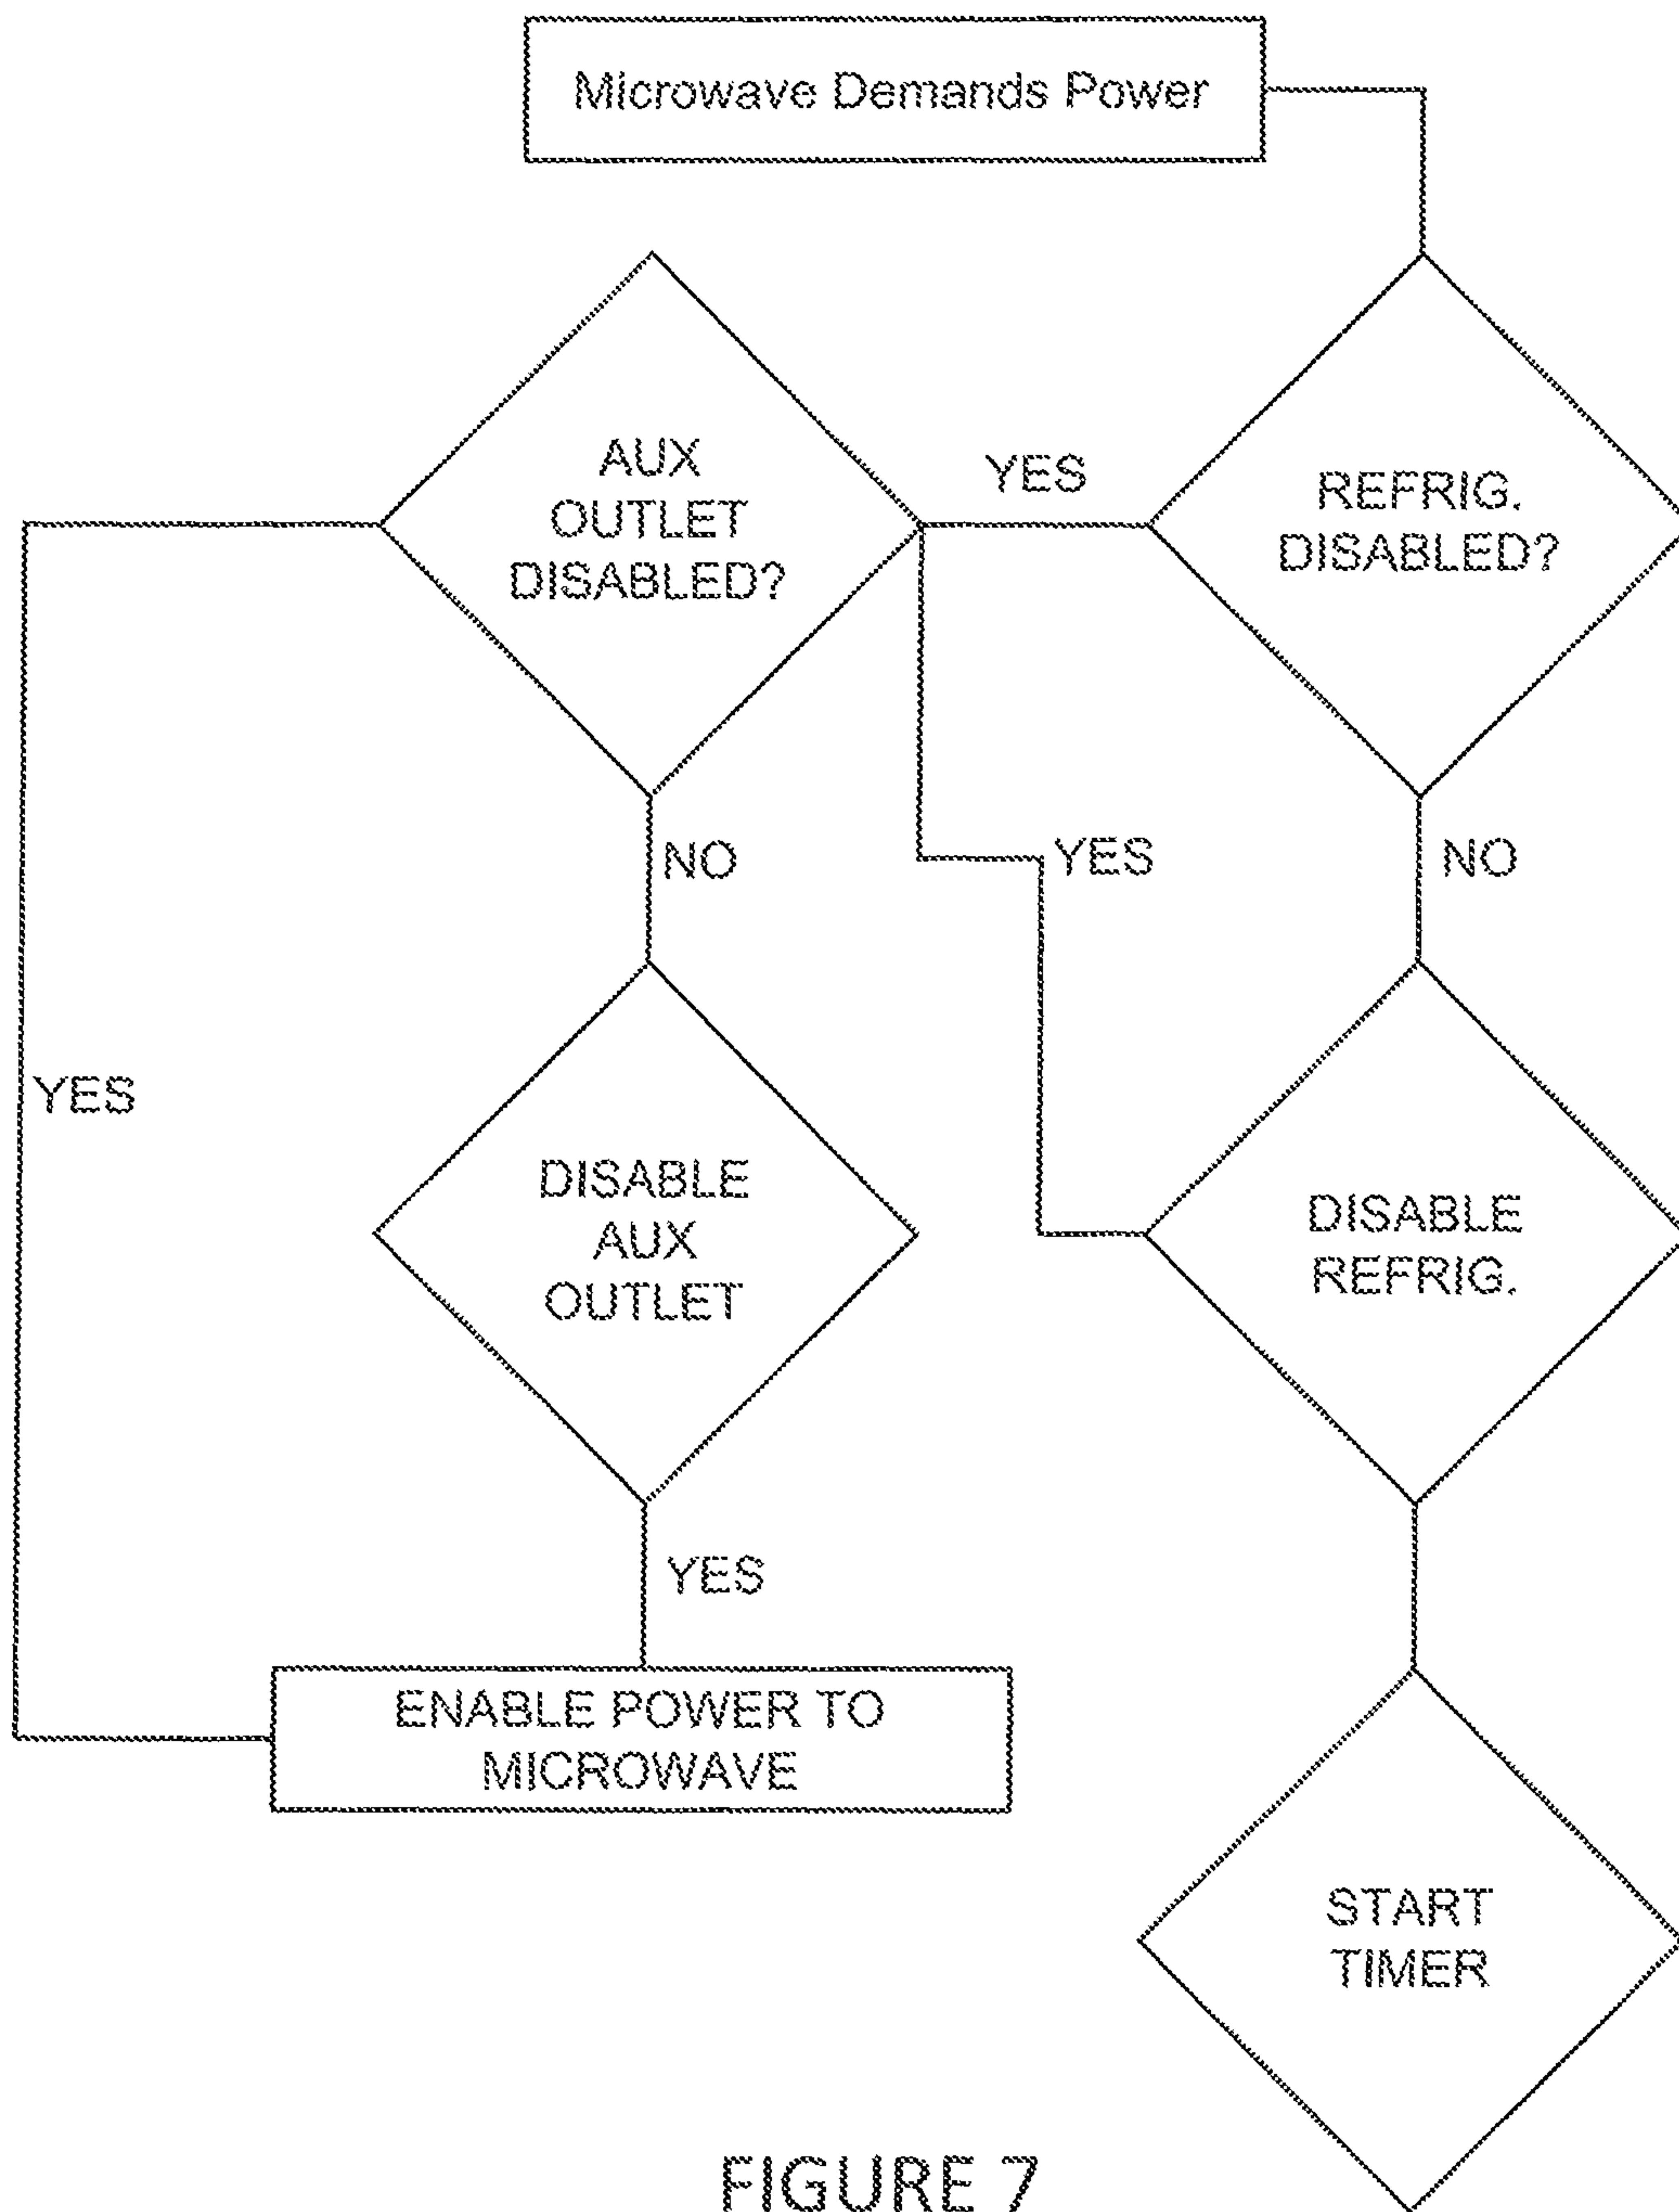 Microwave Demands Power
AUX
OUTLET
DISABLED?
YES
REFRIG.
DISABLED?
NO
YES
NO
YES
DISABLE
AUX
OUTLET
DISABLE
REFRIG.
YES
ENABLE POWER TO
MICROWAVE
START
TIMER
FIGURE 7